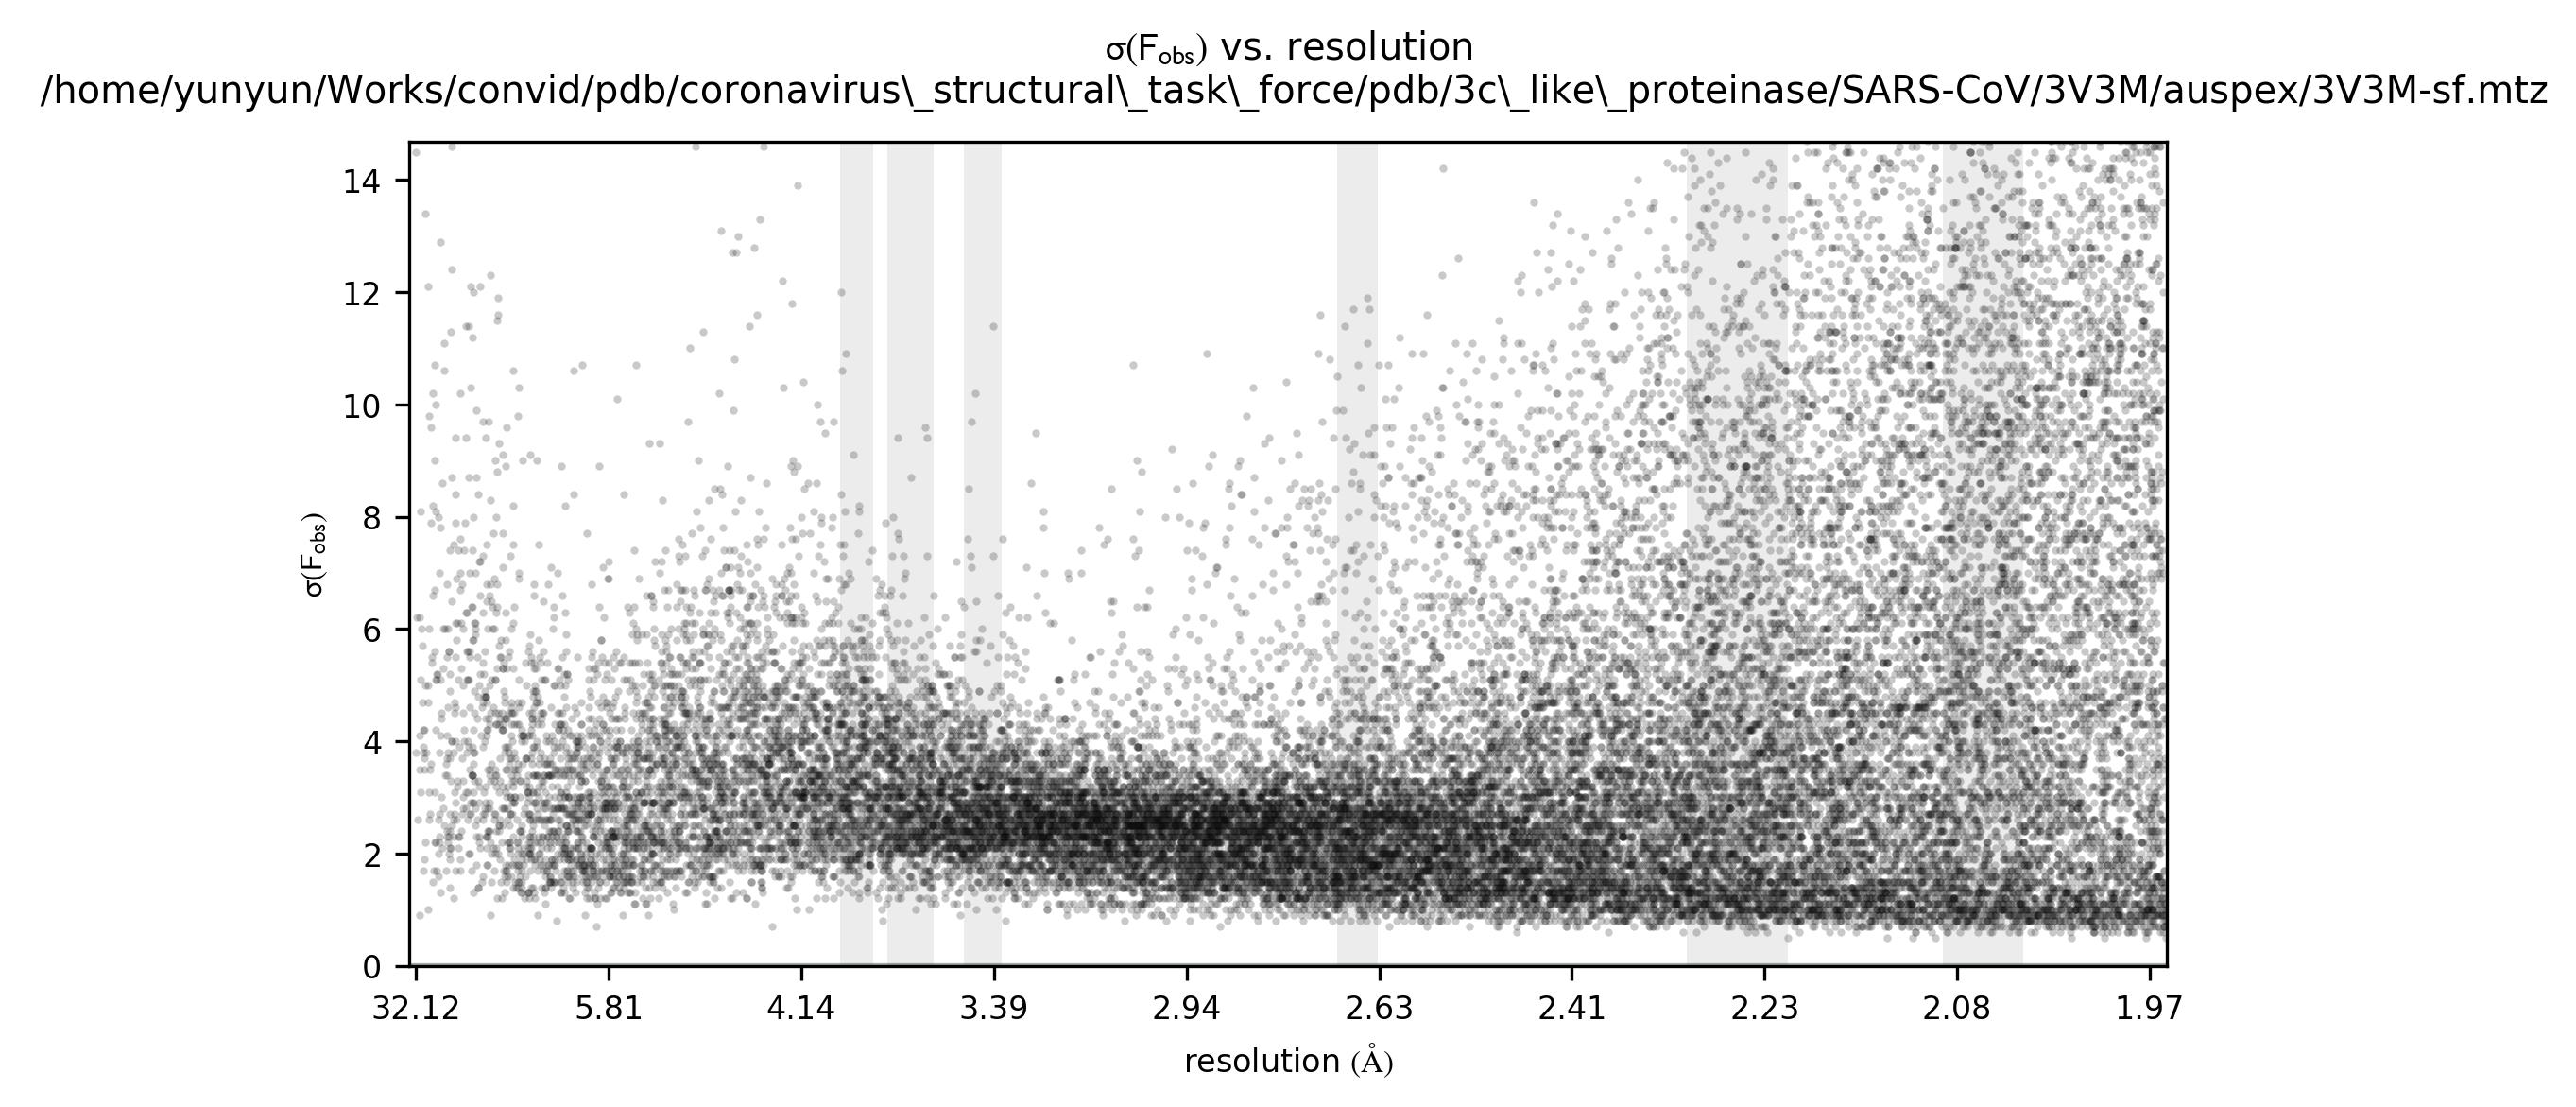 σ(Fobs) vs. resolution
/home/yunyun/Works/convid/pdb/coronavirus\_structural\_task\_force/pdb/3c\_like\_proteinase/SARS-CoV/3V3M/auspex/3V3M-sf.mtz
14
12
10
8
6
4
2
0
σ(Fobs)
32.12 5.81 4.14 3.39 2.94 2.63 2.41 2.23 2.08 1.97
resolution (Å)